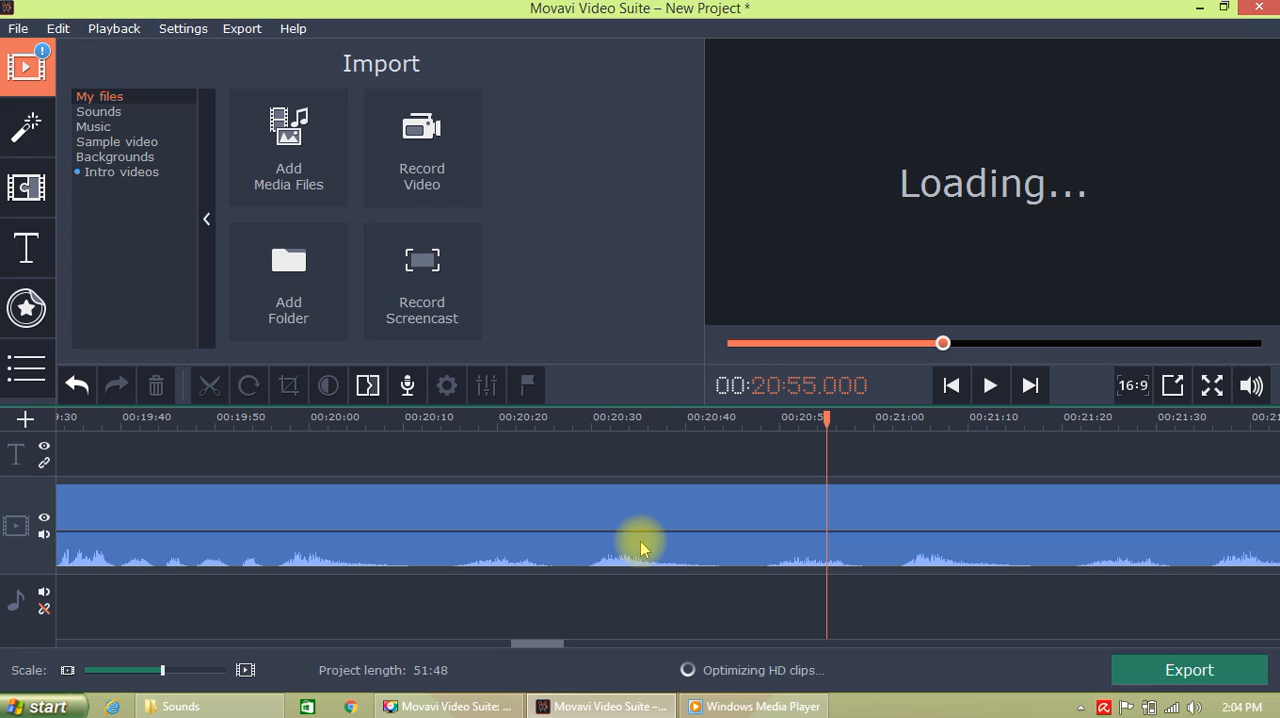 Movavi Video Suite – New Project *
File Edit Playback Settings Export Help
Import
My files
Sounds
Music
Sample video
Backgrounds
Intro videos
Add
Media Files
Record
Video
Add
Folder
Record
Screencast
Loading...
00:20:55.000
16:9
00:19:40 00:19:50 00:20:00 00:20:10 00:20:20 00:20:30 00:20:40 00:21:00 00:21:10 00:21:20 00:21:30
Scale:
Project length: 51:48
Optimizing HD clips...
Export
start
Sounds
Movavi Video Suite: ...
Movavi Video Suite –...
Windows Media Player
2:04 PM